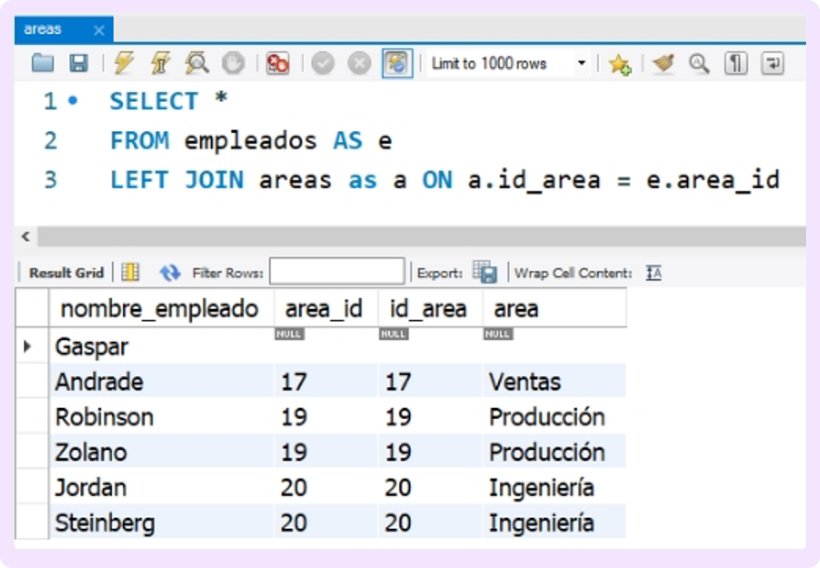 areas
Limit to 1000 rows
1 SELECT *
2 FROM empleados AS e
3 LEFT JOIN areas as a ON a.id_area = e.area_id
Result Grid Filter Rows: Export: Wrap Cell Content:
nombre_empleado area_id id_area area
Gaspar NULL NULL NULL
Andrade 17 17 Ventas
Robinson 19 19 Producción
Zolano 19 19 Producción
Jordan 20 20 Ingeniería
Steinberg 20 20 Ingeniería